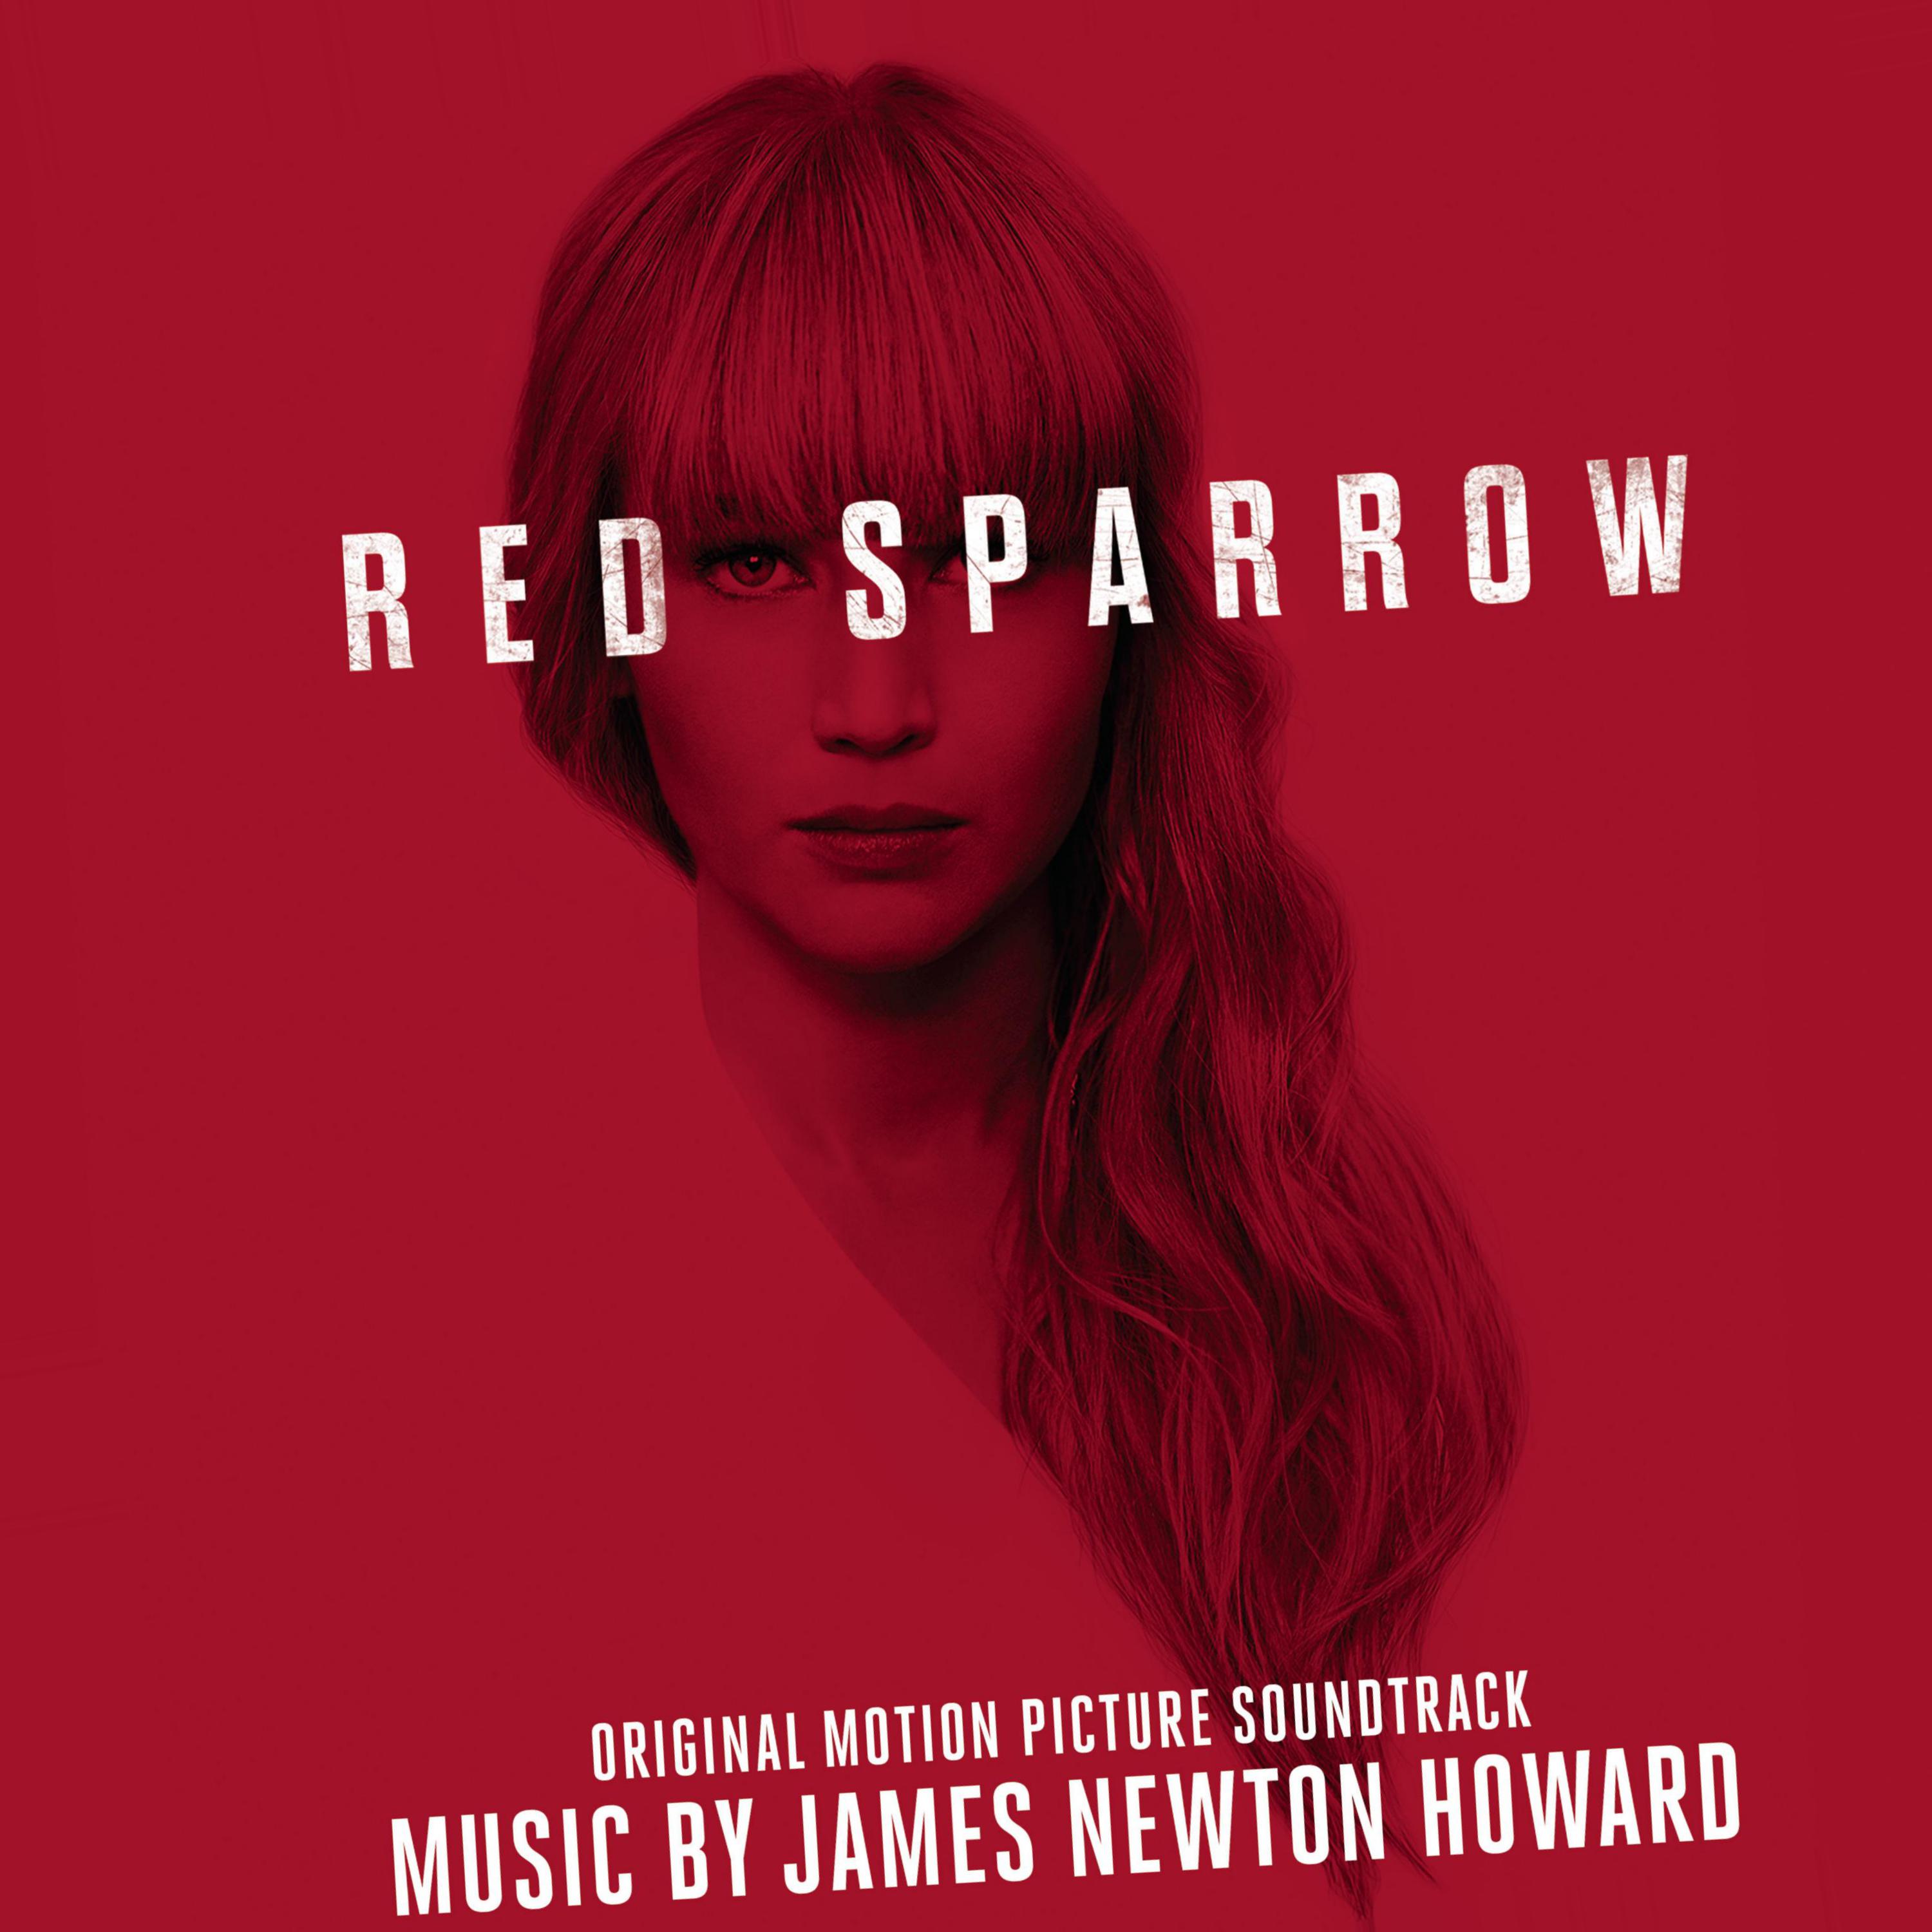 RED SPARROW
ORIGINAL MOTION PICTURE SOUNDTRACK
MUSIC BY JAMES NEWTON HOWARD